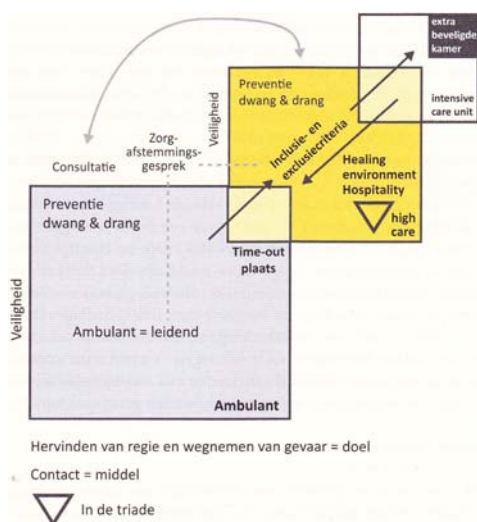 extra
beveligde
kamer
Preventie
dwang & drang
Veiligheid
intensive
care unit
Inclusie- en
exclusiecriteria
Zorg-
afstemmings-
gesprek
Consultatie
Healing
environment
Hospitality
high
care
Preventie
dwang & drang
Time-out
plaats
Veiligheid
Ambulant = leidend
Ambulant
Hervinden van regie en wegnemen van gevaar = doel
Contact = middel
In de triade